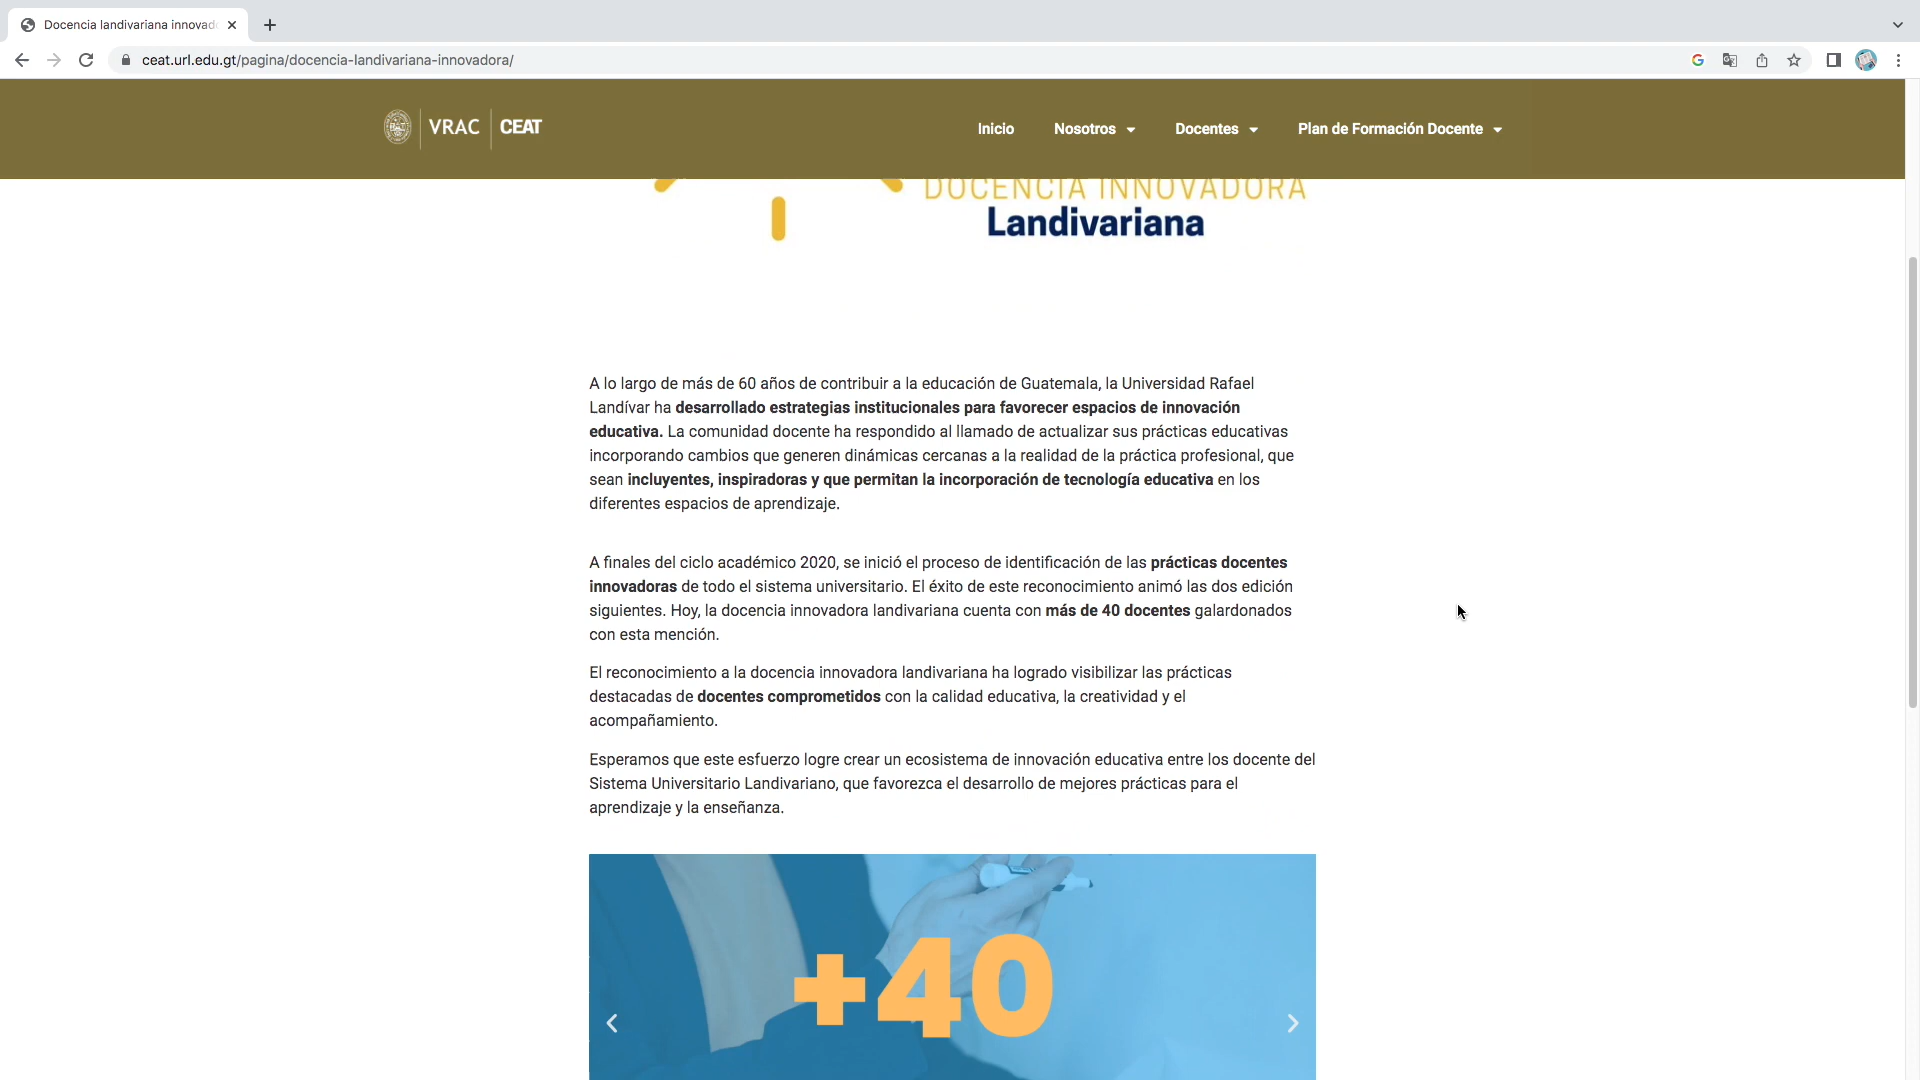 Docencia landivariana innovad
ceat.url.edu.gt/pagina/docencia-landivariana-innovadora/
VRAC CEAT
Inicio
Nosotros
Docentes
Plan de Formación Docente
DOCENCIA INNOVADORA
Landivariana
A lo largo de más de 60 años de contribuir a la educación de Guatemala, la Universidad Rafael
Landívar ha desarrollado estrategias institucionales para favorecer espacios de innovación
educativa. La comunidad docente ha respondido al llamado de actualizar sus prácticas educativas
incorporando cambios que generen dinámicas cercanas a la realidad de la práctica profesional, que
sean incluyentes, inspiradoras y que permitan la incorporación de tecnología educativa en los
diferentes espacios de aprendizaje.
A finales del ciclo académico 2020, se inició el proceso de identificación de las prácticas docentes
innovadoras de todo el sistema universitario. El éxito de este reconocimiento animó las dos edición
siguientes. Hoy, la docencia innovadora landivariana cuenta con más de 40 docentes galardonados
con esta mención.
El reconocimiento a la docencia innovadora landivariana ha logrado visibilizar las prácticas
destacadas de docentes comprometidos con la calidad educativa, la creatividad y el
acompañamiento.
Esperamos que este esfuerzo logre crear un ecosistema de innovación educativa entre los docente del
Sistema Universitario Landivariano, que favorezca el desarrollo de mejores prácticas para el
aprendizaje y la enseñanza.
+40